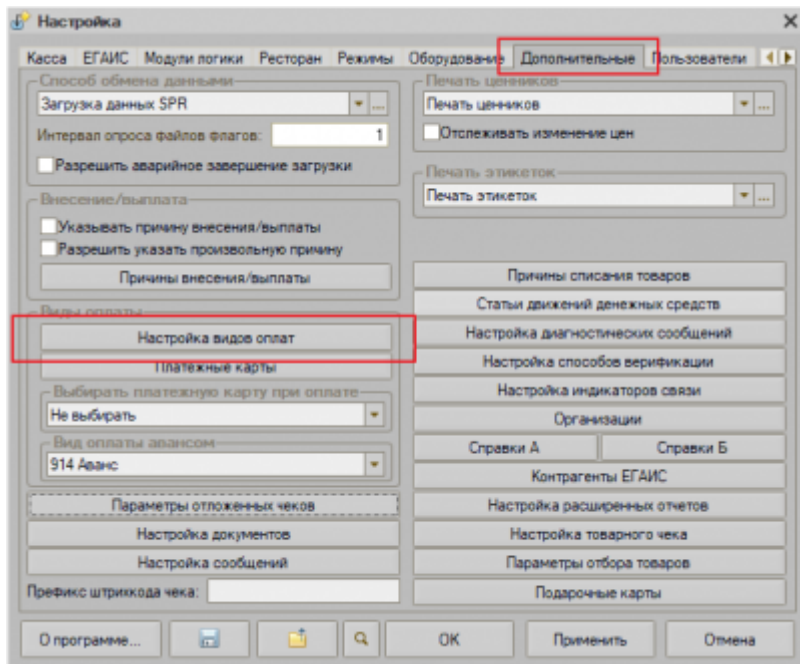 Настройка
Касса ЕГАИС Модули логики Ресторан Режимы Оборудование Дополнительные Пользователи
Способ обмена данными
Загрузка данных SPR
...
Интервал опроса файлов флагов: 1
Разрешить аварийное завершение загрузки
Внесение/выплата
Указывать причину внесения/выплаты
Разрешить указать произвольную причину
Причины внесения/выплаты
Виды оплаты
Настройка видов оплат
Платежные карты
Выбирать платежную карту при оплате
Не выбирать
Вид оплаты авансом
914 Аванс
Параметры отложенных чеков
Настройка документов
Настройка сообщений
Префикс штрихкода чека:
Печать ценников
Печать ценников
...
Отслеживать изменение цен
Печать этикеток
Печать этикеток
...
Причины списания товаров
Статьи движений денежных средств
Настройка диагностических сообщений
Настройка способов верификации
Настройка индикаторов связи
Организации
Справки А Справки Б
Контрагенты ЕГАИС
Настройка расширенных отчетов
Настройка товарного чека
Параметры отбора товаров
Подарочные карты
О программе... ОК Применить Отмена